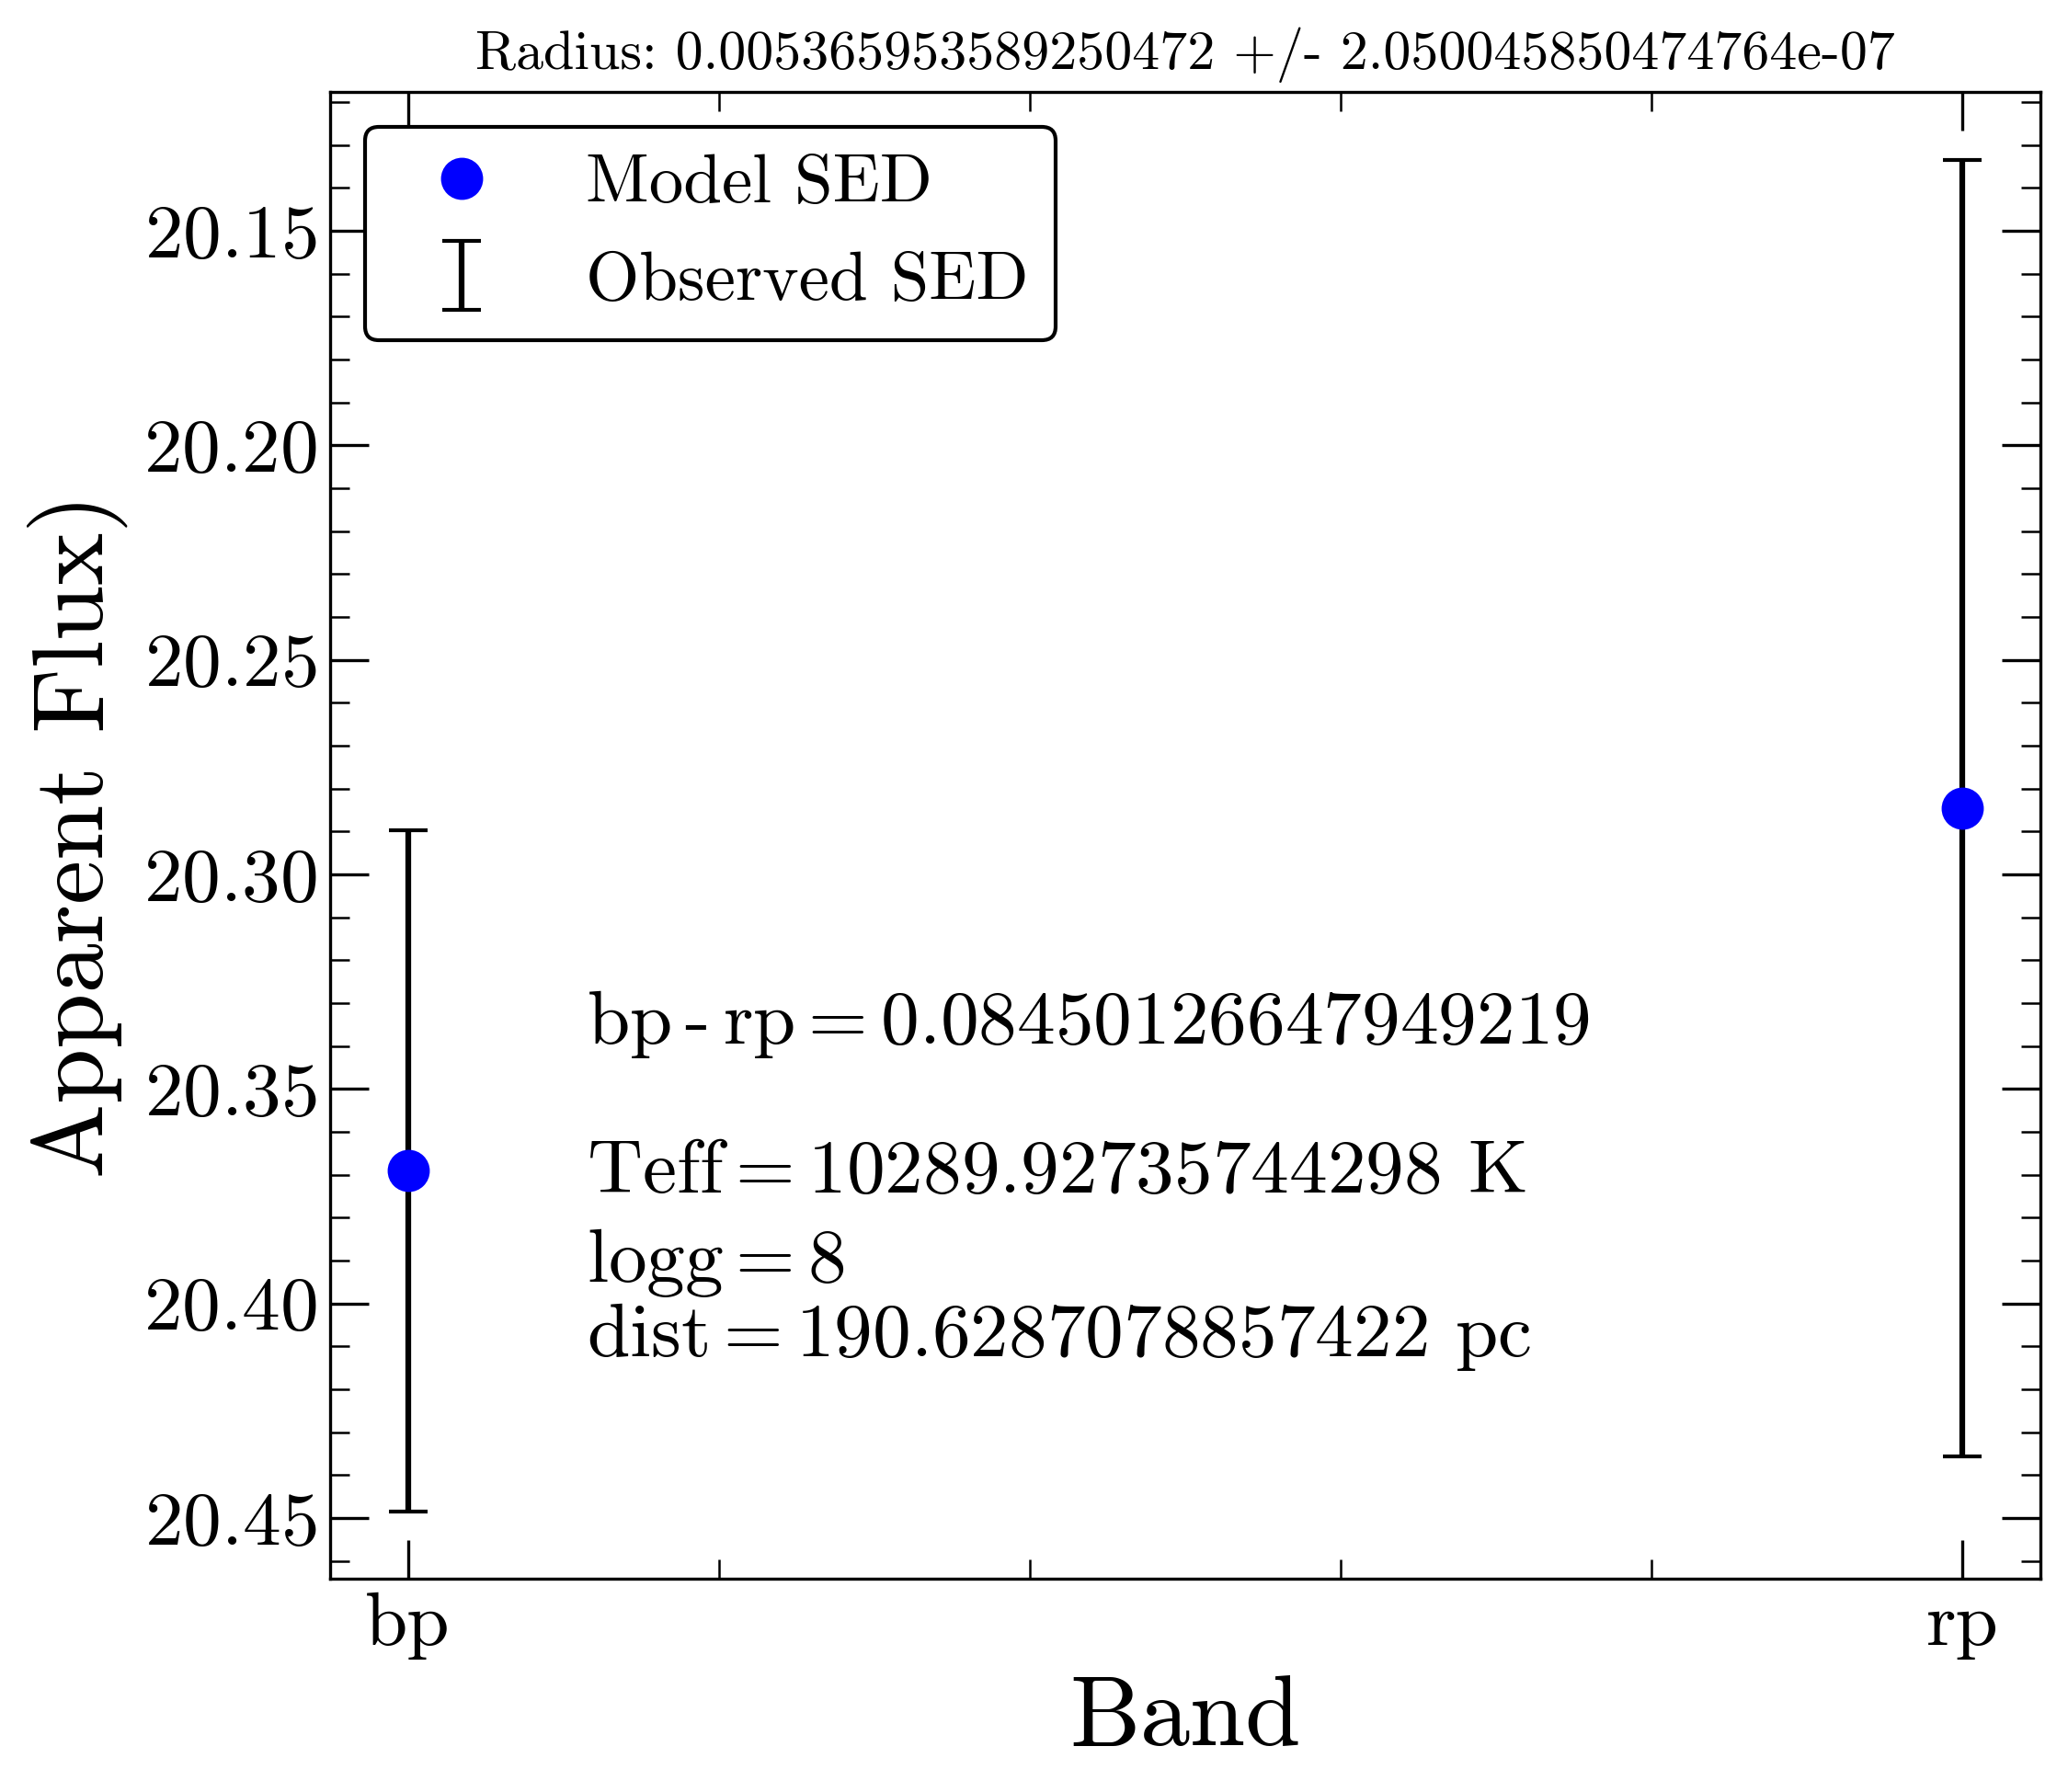 Radius: 0.005365953589250472 +/- 2.050045850474764e-07
Model SED
Observed SED
20.15
20.20
20.25
20.30
20.35
20.40
20.45
Apparent Flux)
bp - rp = 0.08450126647949219
Teff = 10289.92735744298 K
logg = 8
dist = 190.6287078857422 pc
bp
rp
Band